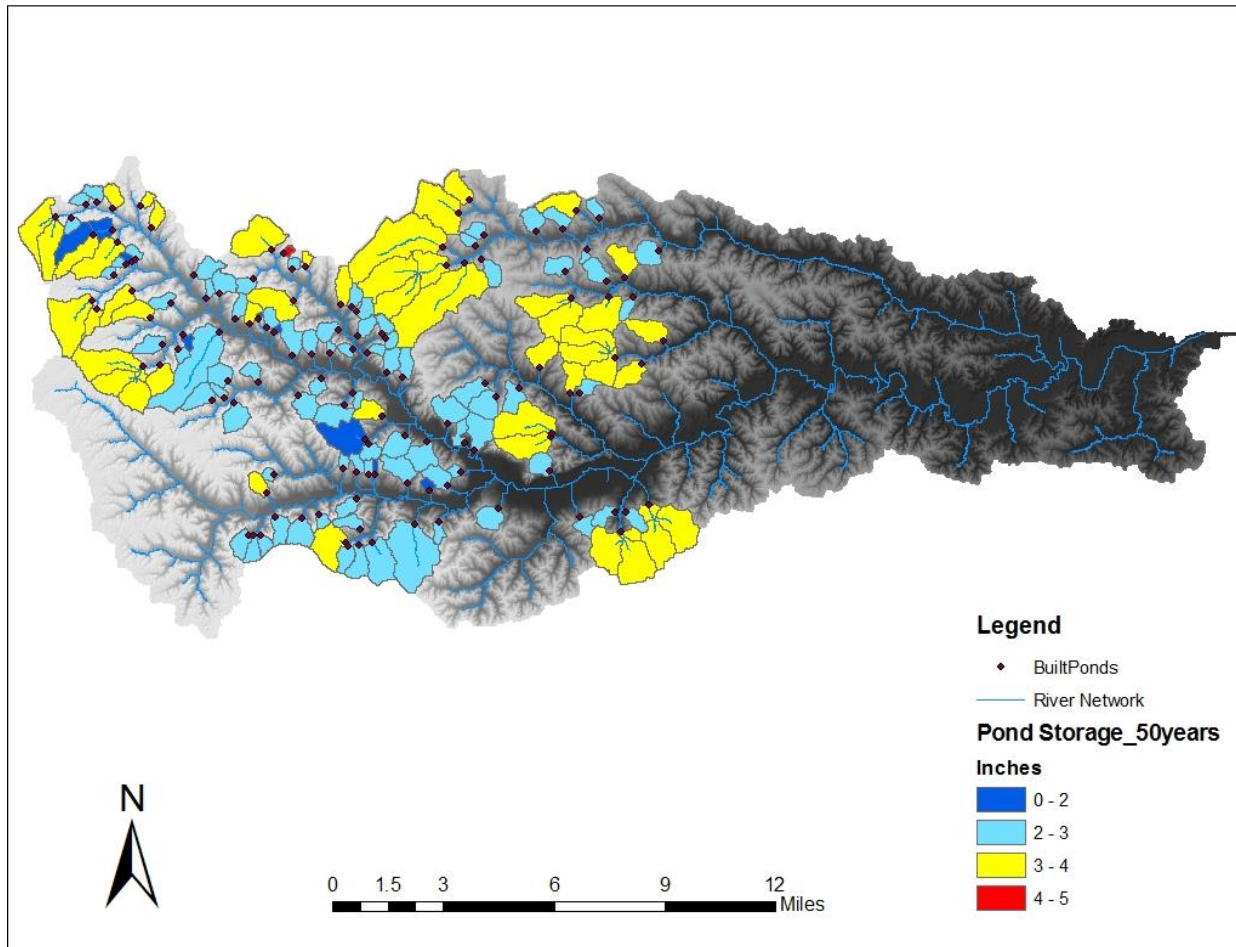 Legend
BuiltPonds
River Network
Pond Storage_50years
Inches
0 - 2
2 - 3
3 - 4
4 - 5
N
0 1.5 3 6 9 12
Miles